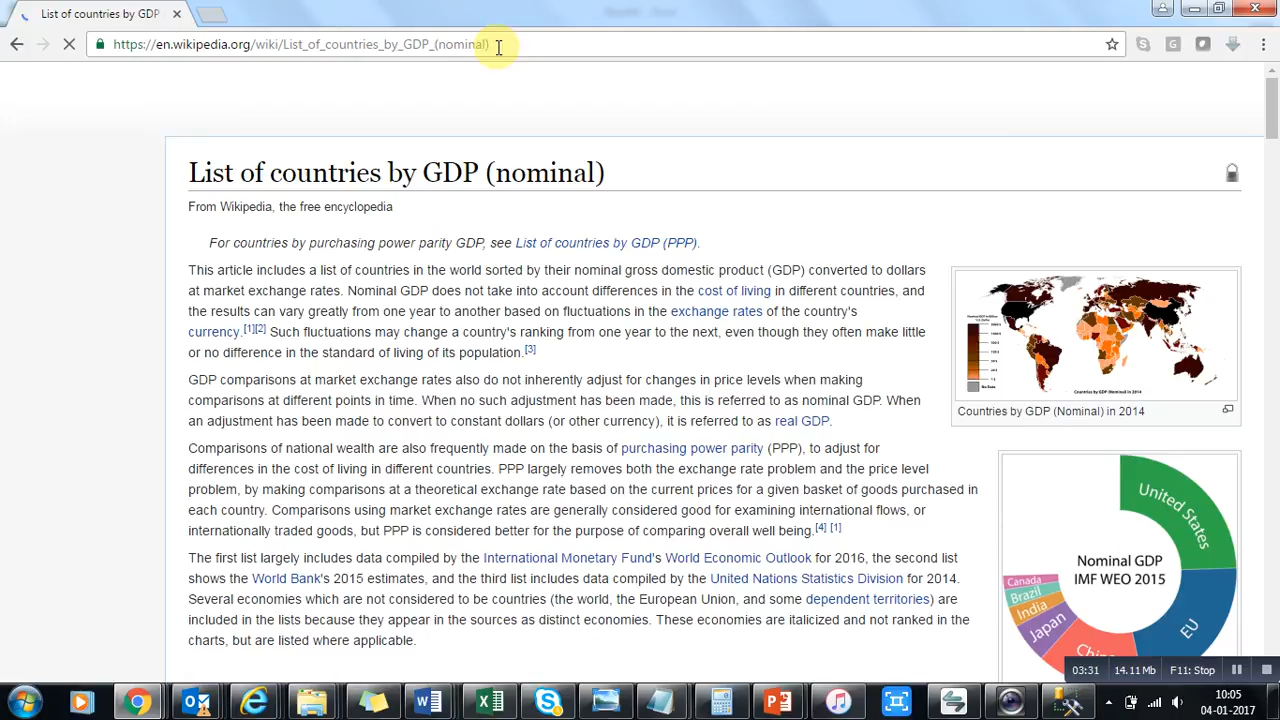 List of countries by GDP
https://en.wikipedia.org/wiki/List_of_countries_by_GDP_(nominal)
List of countries by GDP (nominal)
From Wikipedia, the free encyclopedia
For countries by purchasing power parity GDP, see List of countries by GDP (PPP).
This article includes a list of countries in the world sorted by their nominal gross domestic product (GDP) converted to dollars
at market exchange rates. Nominal GDP does not take into account differences in the cost of living in different countries, and
the results can vary greatly from one year to another based on fluctuations in the exchange rates of the country's
currency.[1][2] Such fluctuations may change a country's ranking from one year to the next, even though they often make little
or no difference in the standard of living of its population.[3]
GDP comparisons at market exchange rates also do not inherently adjust for changes in price levels when making
comparisons at different points in time. When no such adjustment has been made, this is referred to as nominal GDP. When
an adjustment has been made to convert to constant dollars (or other currency), it is referred to as real GDP.
Comparisons of national wealth are also frequently made on the basis of purchasing power parity (PPP), to adjust for
differences in the cost of living in different countries. PPP largely removes both the exchange rate problem and the price level
problem, by making comparisons at a theoretical exchange rate based on the current prices for a given basket of goods purchased in
each country. Comparisons using market exchange rates are generally considered good for examining international flows, or
internationally traded goods, but PPP is considered better for the purpose of comparing overall well being.[4] [1]
The first list largely includes data compiled by the International Monetary Fund's World Economic Outlook for 2016, the second list
shows the World Bank's 2015 estimates, and the third list includes data compiled by the United Nations Statistics Division for 2014.
Several economies which are not considered to be countries (the world, the European Union, and some dependent territories) are
included in the lists because they appear in the sources as distinct economies. These economies are italicized and not ranked in the
charts, but are listed where applicable.
Countries by GDP (Nominal) in 2014
Countries by GDP (Nominal) in 2014
United States
Nominal GDP
IMF WEO 2015
Canada
Brazil
India
Japan
EU
03:31
14.11 Mb
F11: Stop
10:05
04-01-2017